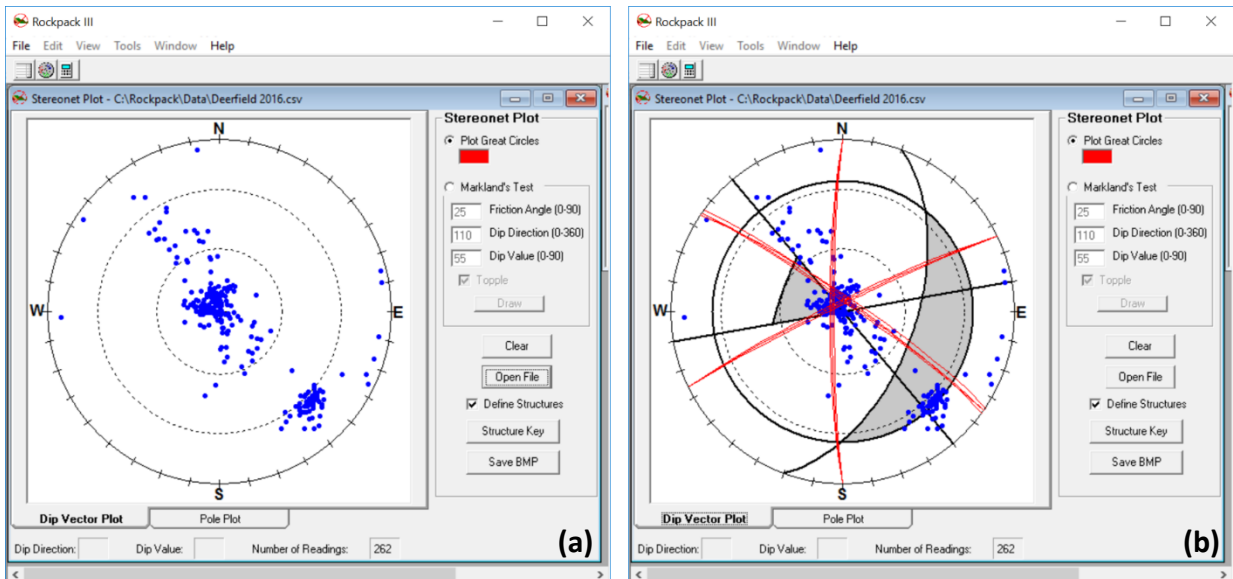 Rockpack III
File Edit View Tools Window Help
Stereonet Plot - C:\Rockpack\Data\Deerfield 2016.csv
N
W
E
S
Stereonet Plot
Plot Great Circles
Markland's Test
25 Friction Angle (0-90)
110 Dip Direction (0-360)
55 Dip Value (0-90)
Topple
Draw
Clear
Open File
Define Structures
Structure Key
Save BMP
Dip Vector Plot Pole Plot
Dip Direction: Dip Value: Number of Readings: 262
(a)
Rockpack III
File Edit View Tools Window Help
Stereonet Plot - C:\Rockpack\Data\Deerfield 2016.csv
N
W
E
S
Stereonet Plot
Plot Great Circles
Markland's Test
25 Friction Angle (0-90)
110 Dip Direction (0-360)
55 Dip Value (0-90)
Topple
Draw
Clear
Open File
Define Structures
Structure Key
Save BMP
Dip Vector Plot Pole Plot
Dip Direction: Dip Value: Number of Readings: 262
(b)